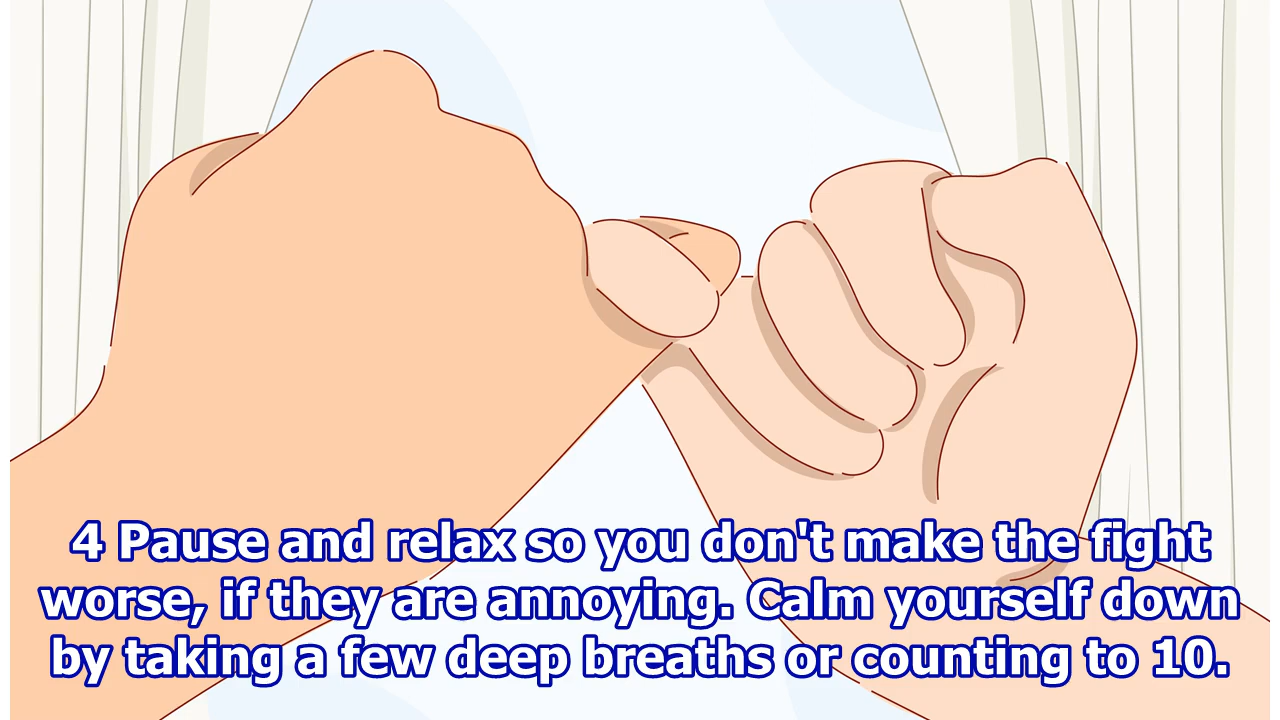 4 Pause and relax so you don't make the fight
worse, if they are annoying. Calm yourself down
by taking a few deep breaths or counting to 10.